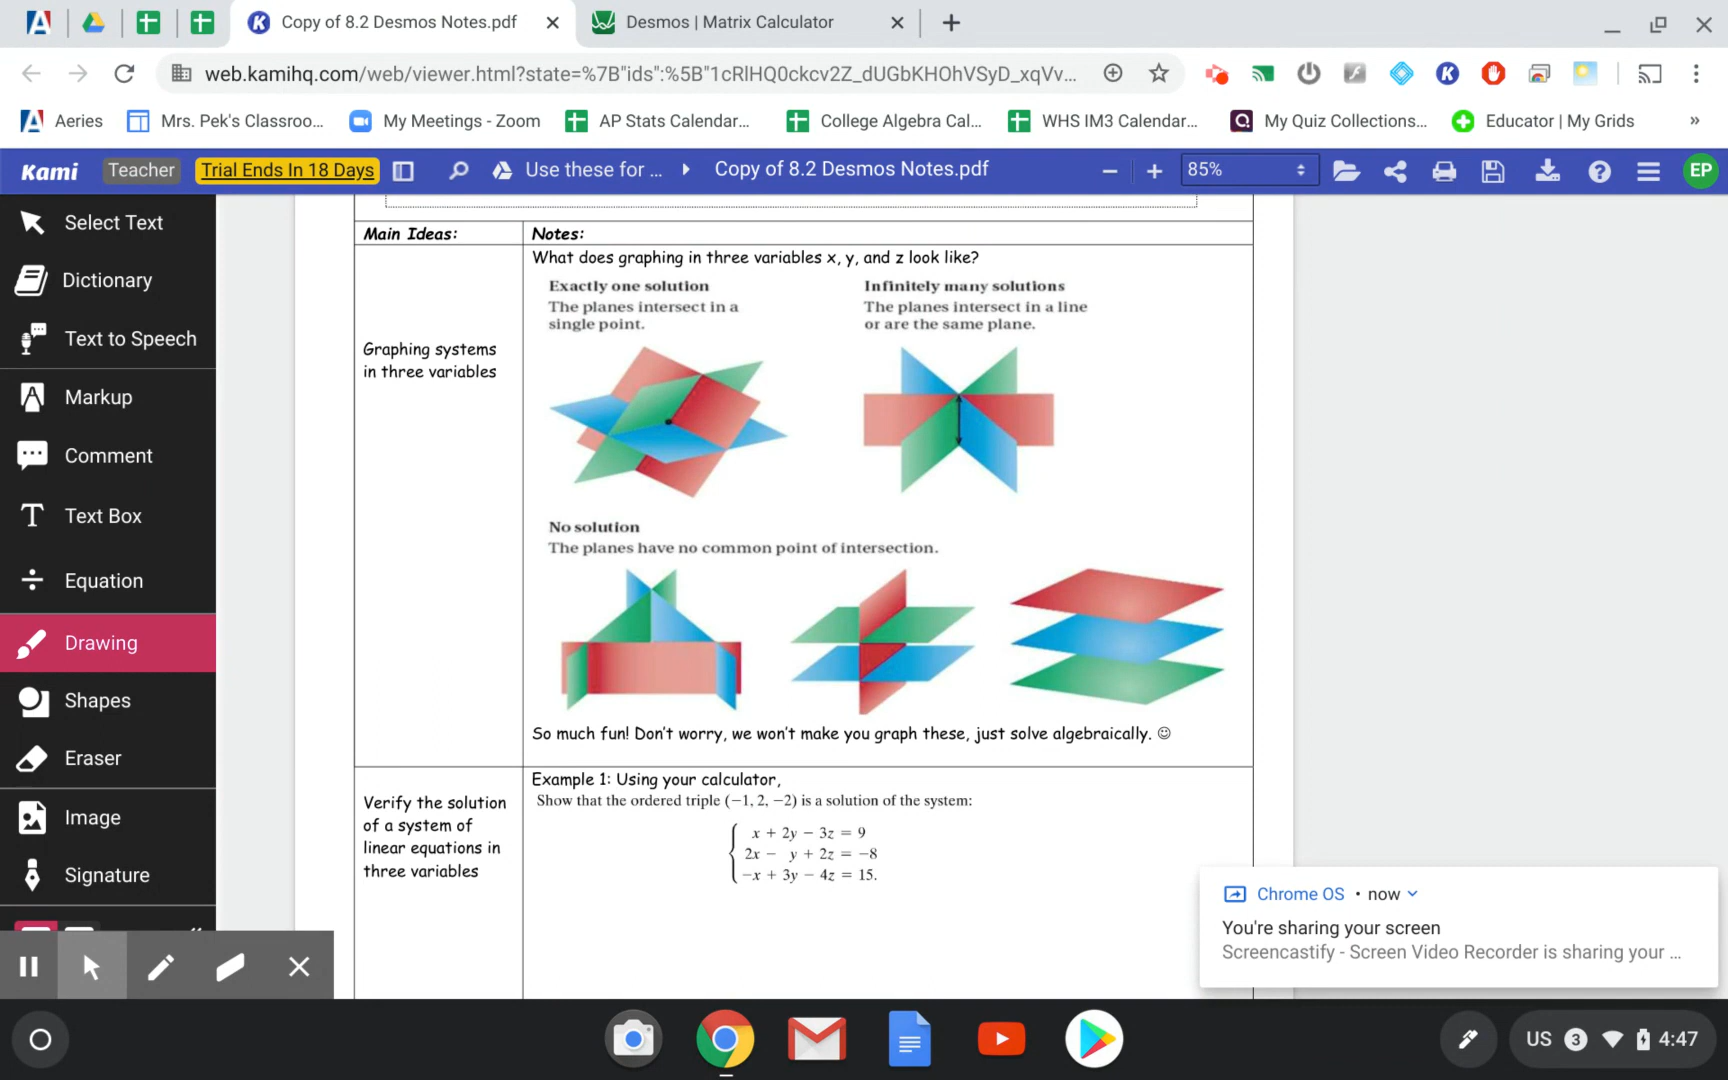 Copy of 8.2 Desmos Notes.pdf
Desmos | Matrix Calculator
web.kamihq.com/web/viewer.html?state=%7B"ids":%5B"1cRlHQ0ckcv2Z_dUGbKHOhVSyD_xqVv...
Aeries
Mrs. Pek's Classroo...
My Meetings - Zoom
AP Stats Calendar...
College Algebra Cal...
WHS IM3 Calendar...
My Quiz Collections...
Educator | My Grids
»
Kami
Teacher
Trial Ends In 18 Days
Use these for ...
Copy of 8.2 Desmos Notes.pdf
85%
EP
Select Text
Dictionary
Text to Speech
Markup
Comment
Text Box
Equation
Drawing
Shapes
Eraser
Image
Signature
Main Ideas:
Notes:
What does graphing in three variables x, y, and z look like?
Exactly one solution
The planes intersect in a
single point.
Infinitely many solutions
The planes intersect in a line
or are the same plane.
Graphing systems
in three variables
No solution
The planes have no common point of intersection.
So much fun! Don't worry, we won't make you graph these, just solve algebraically. ☺
Verify the solution
of a system of
linear equations in
three variables
Example 1: Using your calculator,
Show that the ordered triple (−1, 2, −2) is a solution of the system:
x + 2y − 3z = 9
2x − y + 2z = −8
−x + 3y − 4z = 15.
Chrome OS • now
You're sharing your screen
Screencastify - Screen Video Recorder is sharing your ...
US 3 4:47